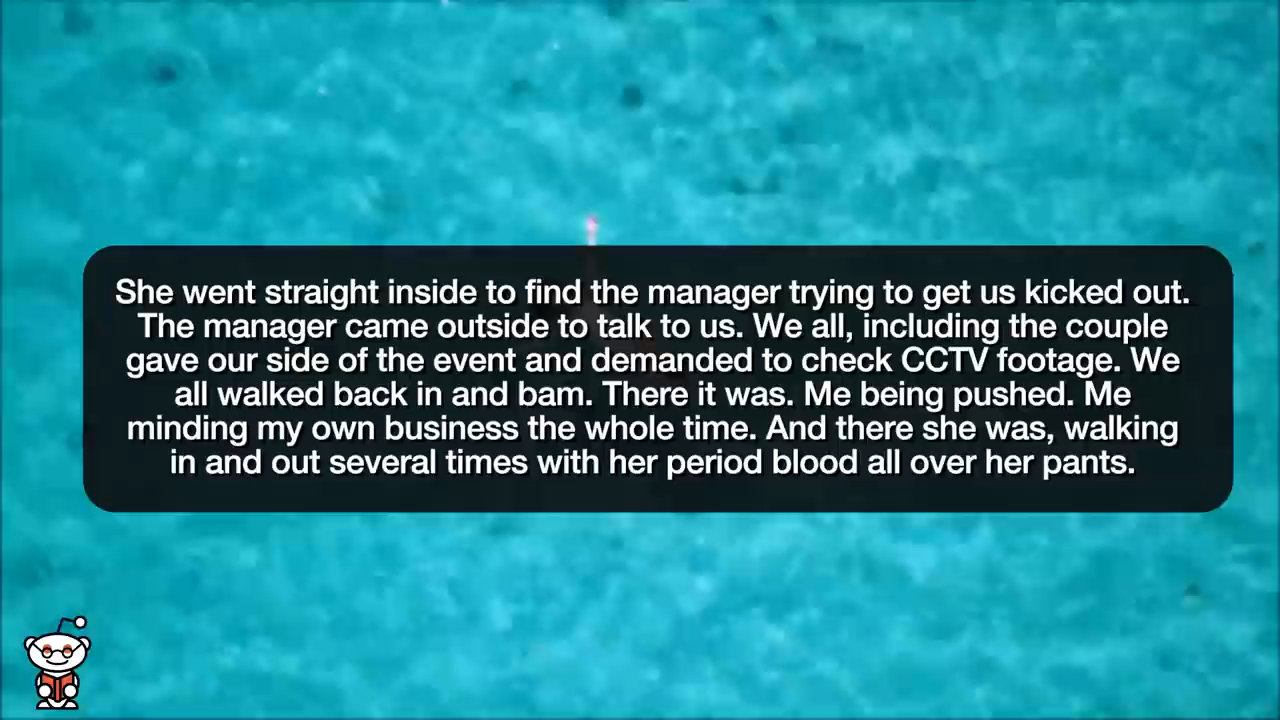 She went straight inside to find the manager trying to get us kicked out.
The manager came outside to talk to us. We all, including the couple
gave our side of the event and demanded to check CCTV footage. We
all walked back in and bam. There it was. Me being pushed. Me
minding my own business the whole time. And there she was, walking
in and out several times with her period blood all over her pants.